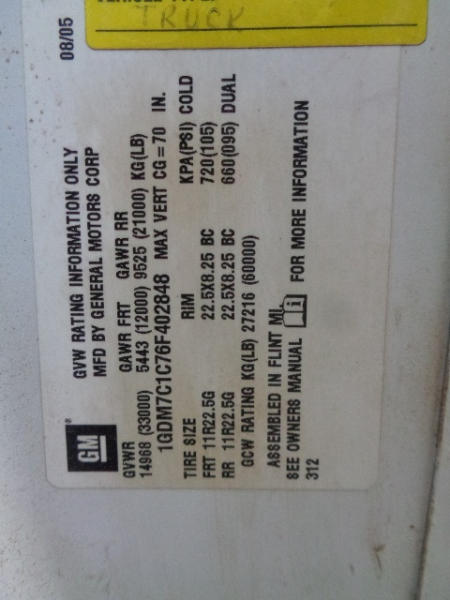 TRUCK
08/05
GVW RATING INFORMATION ONLY
MFD BY GENERAL MOTORS CORP
GM®
GVWR GAWR FRT GAWR RR
14968 (33000) 5443 (12000) 9525 (21000) KG(LB)
1GDM7C1C76F402848 MAX VERT CG = 70 IN.
TIRE SIZE RIM KPA(PSI) COLD
FRT 11R22.5G 22.5X8.25 BC 720(105)
RR 11R22.5G 22.5X8.25 BC 660(095) DUAL
GCW RATING KG(LB) 27216 (60000)
ASSEMBLED IN FLINT MI.
SEE OWNERS MANUAL i FOR MORE INFORMATION
312